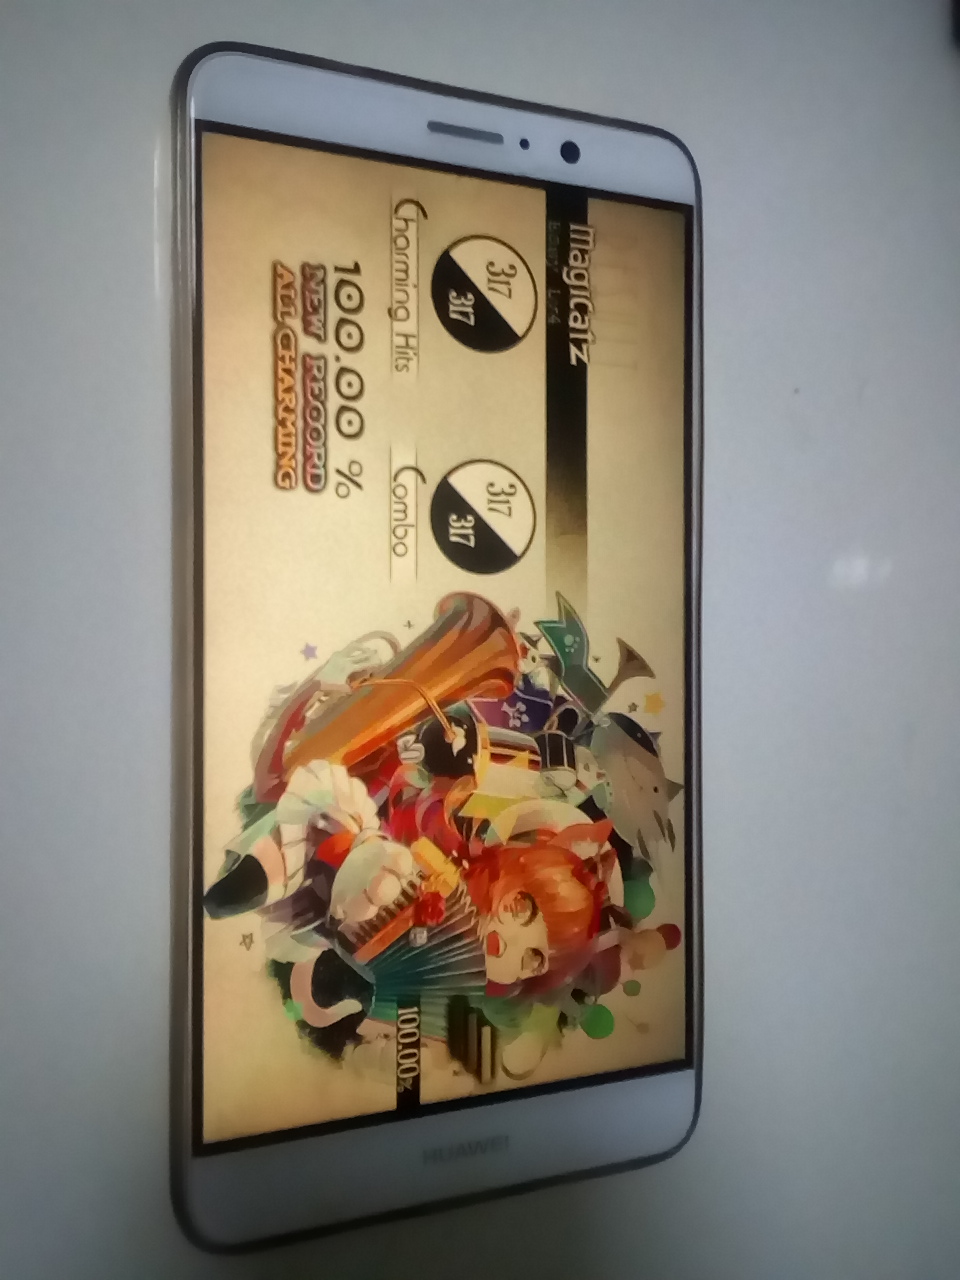 MagiCatz
317
317
Charming Hits
317
317
Combo
100.00 %
NEW RECORD
ALL CHARMING
100.00%
HUAWEI